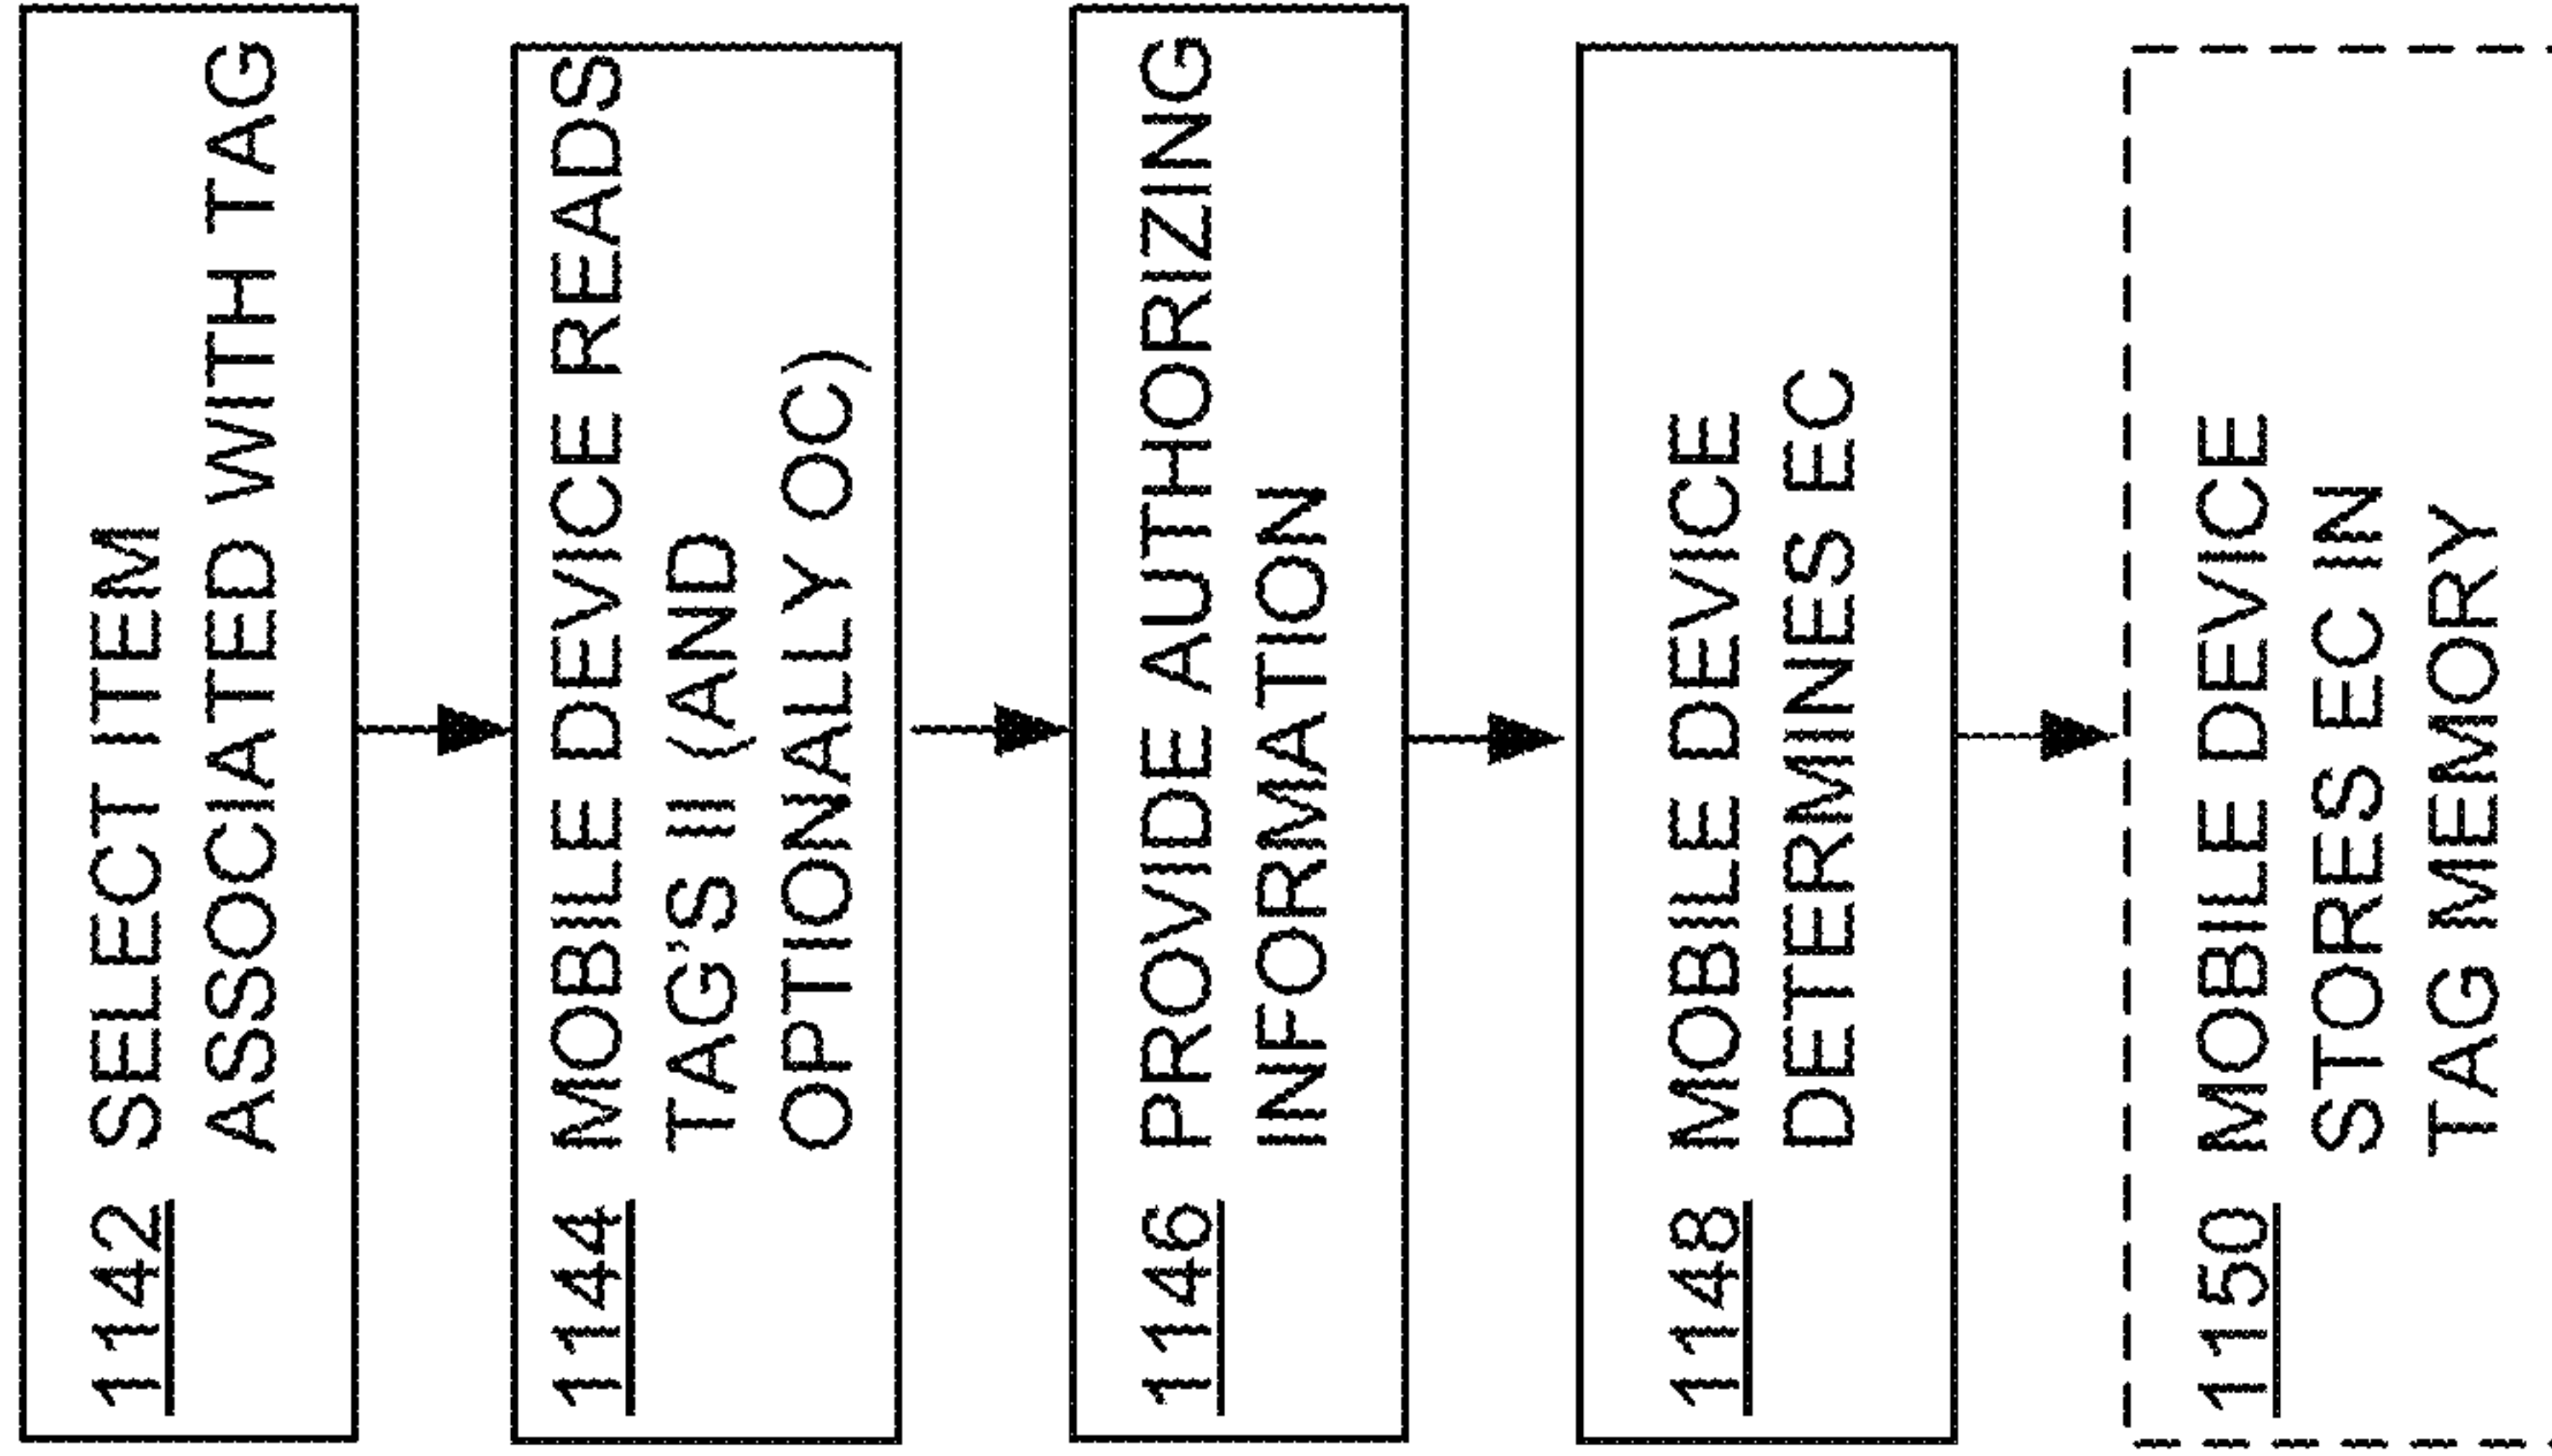 1142 SELECT ITEM
ASSOCIATED WITH TAG
1144 MOBILE DEVICE READS
TAG'S II (AND
OPTIONALLY OC)
1146 PROVIDE AUTHORIZING
INFORMATION
1148 MOBILE DEVICE
DETERMINES EC
1150 MOBILE DEVICE
STORES EC IN
TAG MEMORY